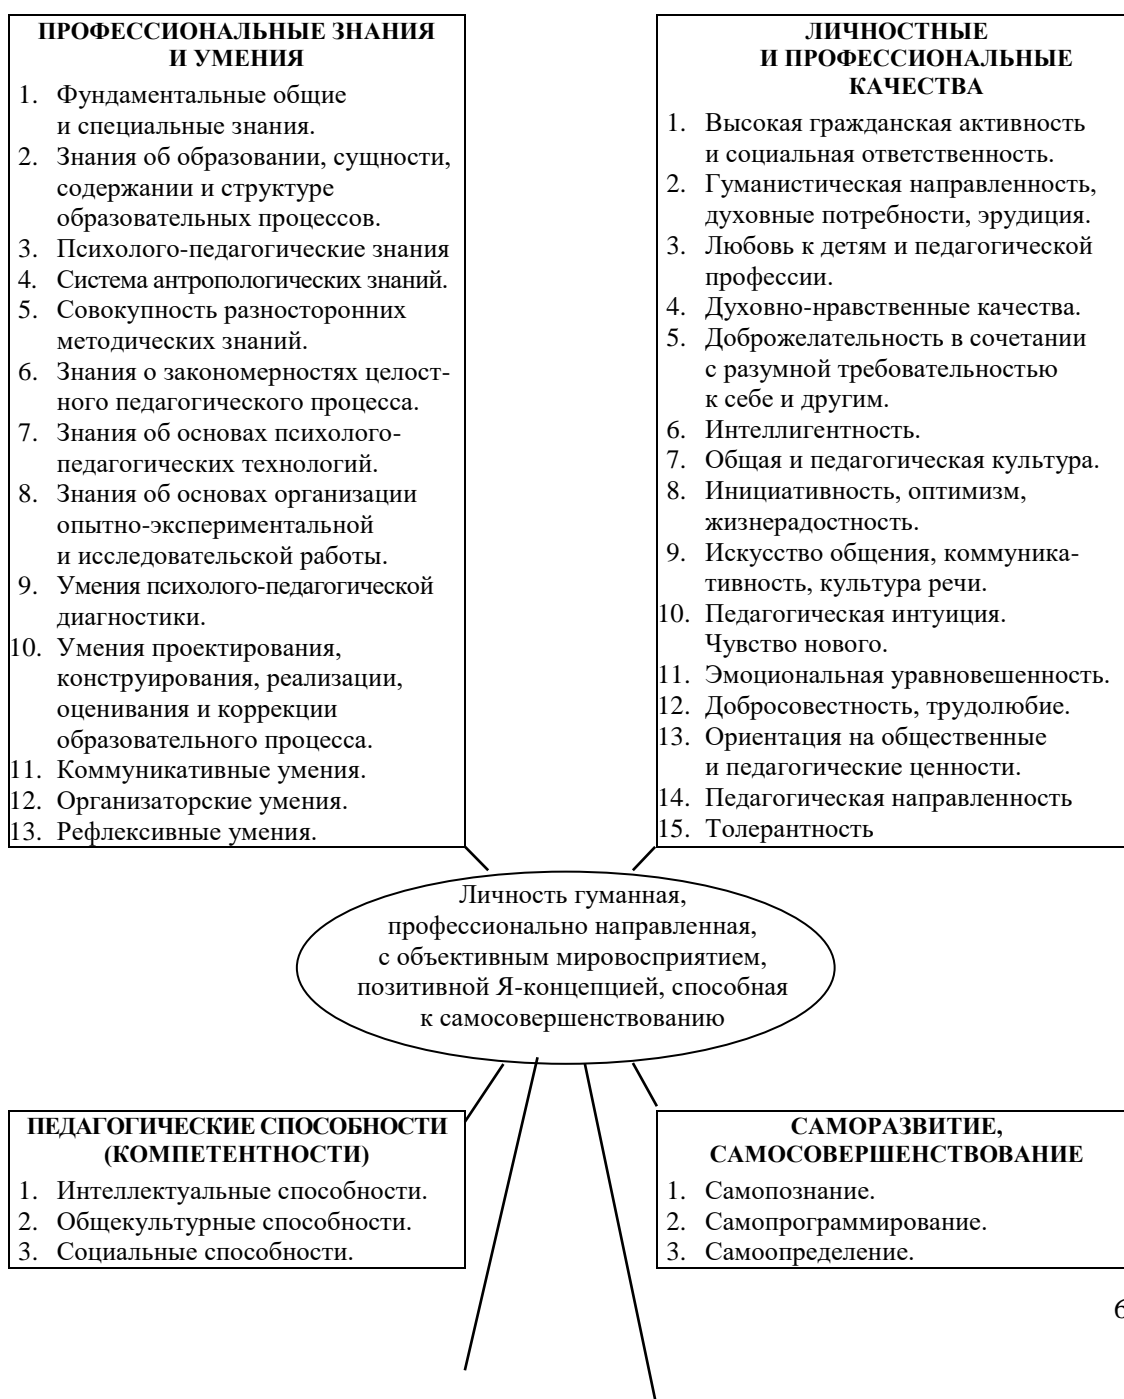 ПРОФЕССИОНАЛЬНЫЕ ЗНАНИЯ
И УМЕНИЯ
1. Фундаментальные общие
и специальные знания.
2. Знания об образовании, сущности,
содержании и структуре
образовательных процессов.
3. Психолого-педагогические знания
4. Система антропологических знаний.
5. Совокупность разносторонних
методических знаний.
6. Знания о закономерностях целост-
ного педагогического процесса.
7. Знания об основах психолого-
педагогических технологий.
8. Знания об основах организации
опытно-экспериментальной
и исследовательской работы.
9. Умения психолого-педагогической
диагностики.
10. Умения проектирования,
конструирования, реализации,
оценивания и коррекции
образовательного процесса.
11. Коммуникативные умения.
12. Организаторские умения.
13. Рефлексивные умения.
ЛИЧНОСТНЫЕ
И ПРОФЕССИОНАЛЬНЫЕ
КАЧЕСТВА
1. Высокая гражданская активность
и социальная ответственность.
2. Гуманистическая направленность,
духовные потребности, эрудиция.
3. Любовь к детям и педагогической
профессии.
4. Духовно-нравственные качества.
5. Доброжелательность в сочетании
с разумной требовательностью
к себе и другим.
6. Интеллигентность.
7. Общая и педагогическая культура.
8. Инициативность, оптимизм,
жизнерадостность.
9. Искусство общения, коммуника-
тивность, культура речи.
10. Педагогическая интуиция.
Чувство нового.
11. Эмоциональная уравновешенность.
12. Добросовестность, трудолюбие.
13. Ориентация на общественные
и педагогические ценности.
14. Педагогическая направленность
15. Толерантность
Личность гуманная,
профессионально направленная,
с объективным мировосприятием,
позитивной Я-концепцией, способная
к самосовершенствованию
ПЕДАГОГИЧЕСКИЕ СПОСОБНОСТИ
(КОМПЕТЕНТНОСТИ)
1. Интеллектуальные способности.
2. Общекультурные способности.
3. Социальные способности.
САМОРАЗВИТИЕ,
САМОСОВЕРШЕНСТВОВАНИЕ
1. Самопознание.
2. Самопрограммирование.
3. Самоопределение.
6